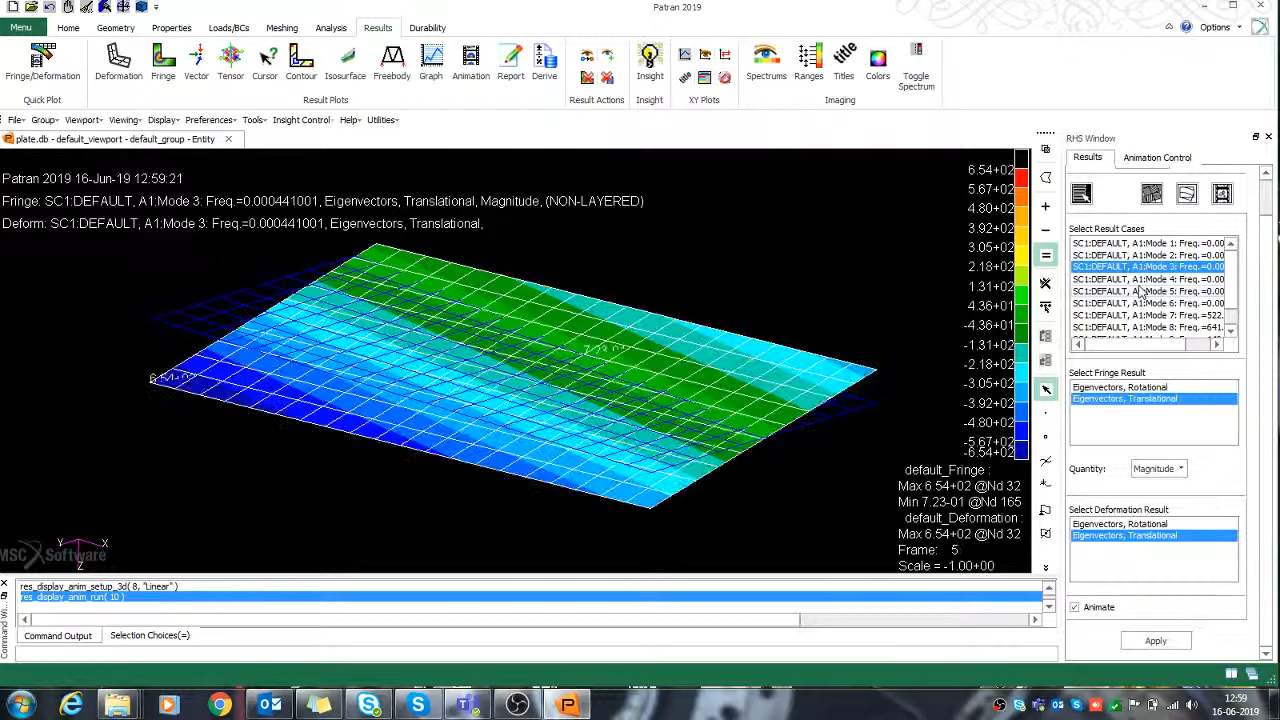 Patran 2019
Menu Home Geometry Properties Loads/BCs Meshing Analysis Results Durability Options
Fringe/Deformation Deformation Fringe Vector Tensor Cursor Contour Isosurface Freebody Graph Animation Report Derive Insight Spectrums Ranges Titles Colors Toggle Spectrum
title
Quick Plot Result Plots Result Actions Insight XY Plots Imaging
File Group Viewport Viewing Display Preferences Tools Insight Control Help Utilities
plate.db - default_viewport - default_group - Entity
RHS Window
Results Animation Control
Patran 2019 16-Jun-19 12:59:21
Fringe: SC1:DEFAULT, A1:Mode 3: Freq.=0.000441001, Eigenvectors, Translational, Magnitude, (NON-LAYERED)
Deform: SC1:DEFAULT, A1:Mode 3: Freq.=0.000441001, Eigenvectors, Translational,
6.54+02
5.67+02
4.80+02
3.92+02
3.05+02
2.18+02
1.31+02
4.36+01
-4.36+01
-1.31+02
-2.18+02
-3.05+02
-3.92+02
-4.80+02
-5.67+02
-6.54+02
default_Fringe :
Max 6.54+02 @Nd 32
Min 7.23-01 @Nd 165
default_Deformation :
Max 6.54+02 @Nd 32
Frame: 5
Scale = -1.00+00
Y X
Z
MSC Software
Select Result Cases
SC1:DEFAULT, A1:Mode 1: Freq.=0.00
SC1:DEFAULT, A1:Mode 2: Freq.=0.00
SC1:DEFAULT, A1:Mode 3: Freq.=0.00
SC1:DEFAULT, A1:Mode 4: Freq.=0.00
SC1:DEFAULT, A1:Mode 5: Freq.=0.00
SC1:DEFAULT, A1:Mode 6: Freq.=0.00
SC1:DEFAULT, A1:Mode 7: Freq.=522.
SC1:DEFAULT, A1:Mode 8: Freq.=641.
Select Fringe Result
Eigenvectors, Rotational
Eigenvectors, Translational
Quantity: Magnitude
Select Deformation Result
Eigenvectors, Rotational
Eigenvectors, Translational
Animate
Apply
res_display_anim_setup_3d( 8, "Linear" )
res_display_anim_run( 10 )
Command Output Selection Choices(=)
12:59
16-06-2019